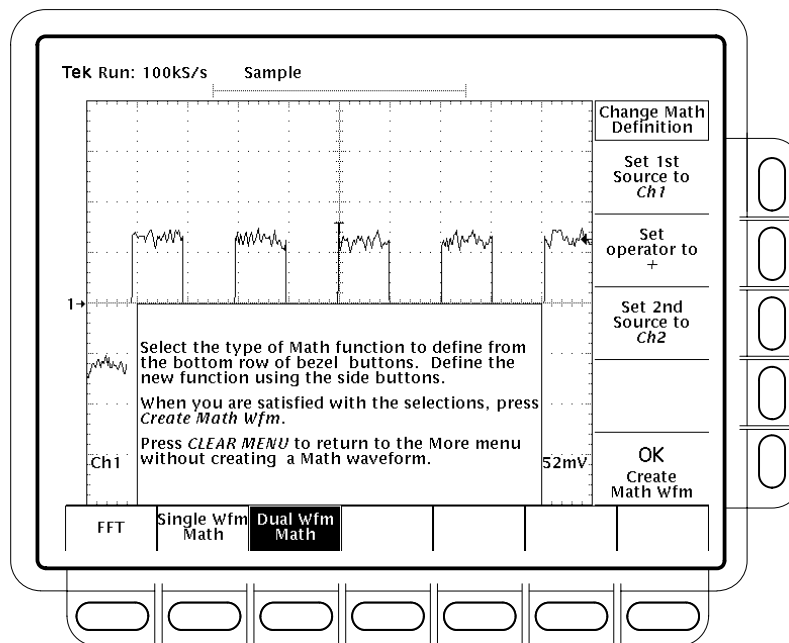 Tek Run: 100kS/s Sample
Change Math
Definition
Set 1st
Source to
Ch1
Set
operator to
+
1
Set 2nd
Source to
Ch2
Select the type of Math function to define from
the bottom row of bezel buttons. Define the
new function using the side buttons.
When you are satisfied with the selections, press
Create Math Wfm.
Press CLEAR MENU to return to the More menu
without creating a Math waveform.
Ch1
52mV
OK
Create
Math Wfm
FFT
Single Wfm
Math
Dual Wfm
Math